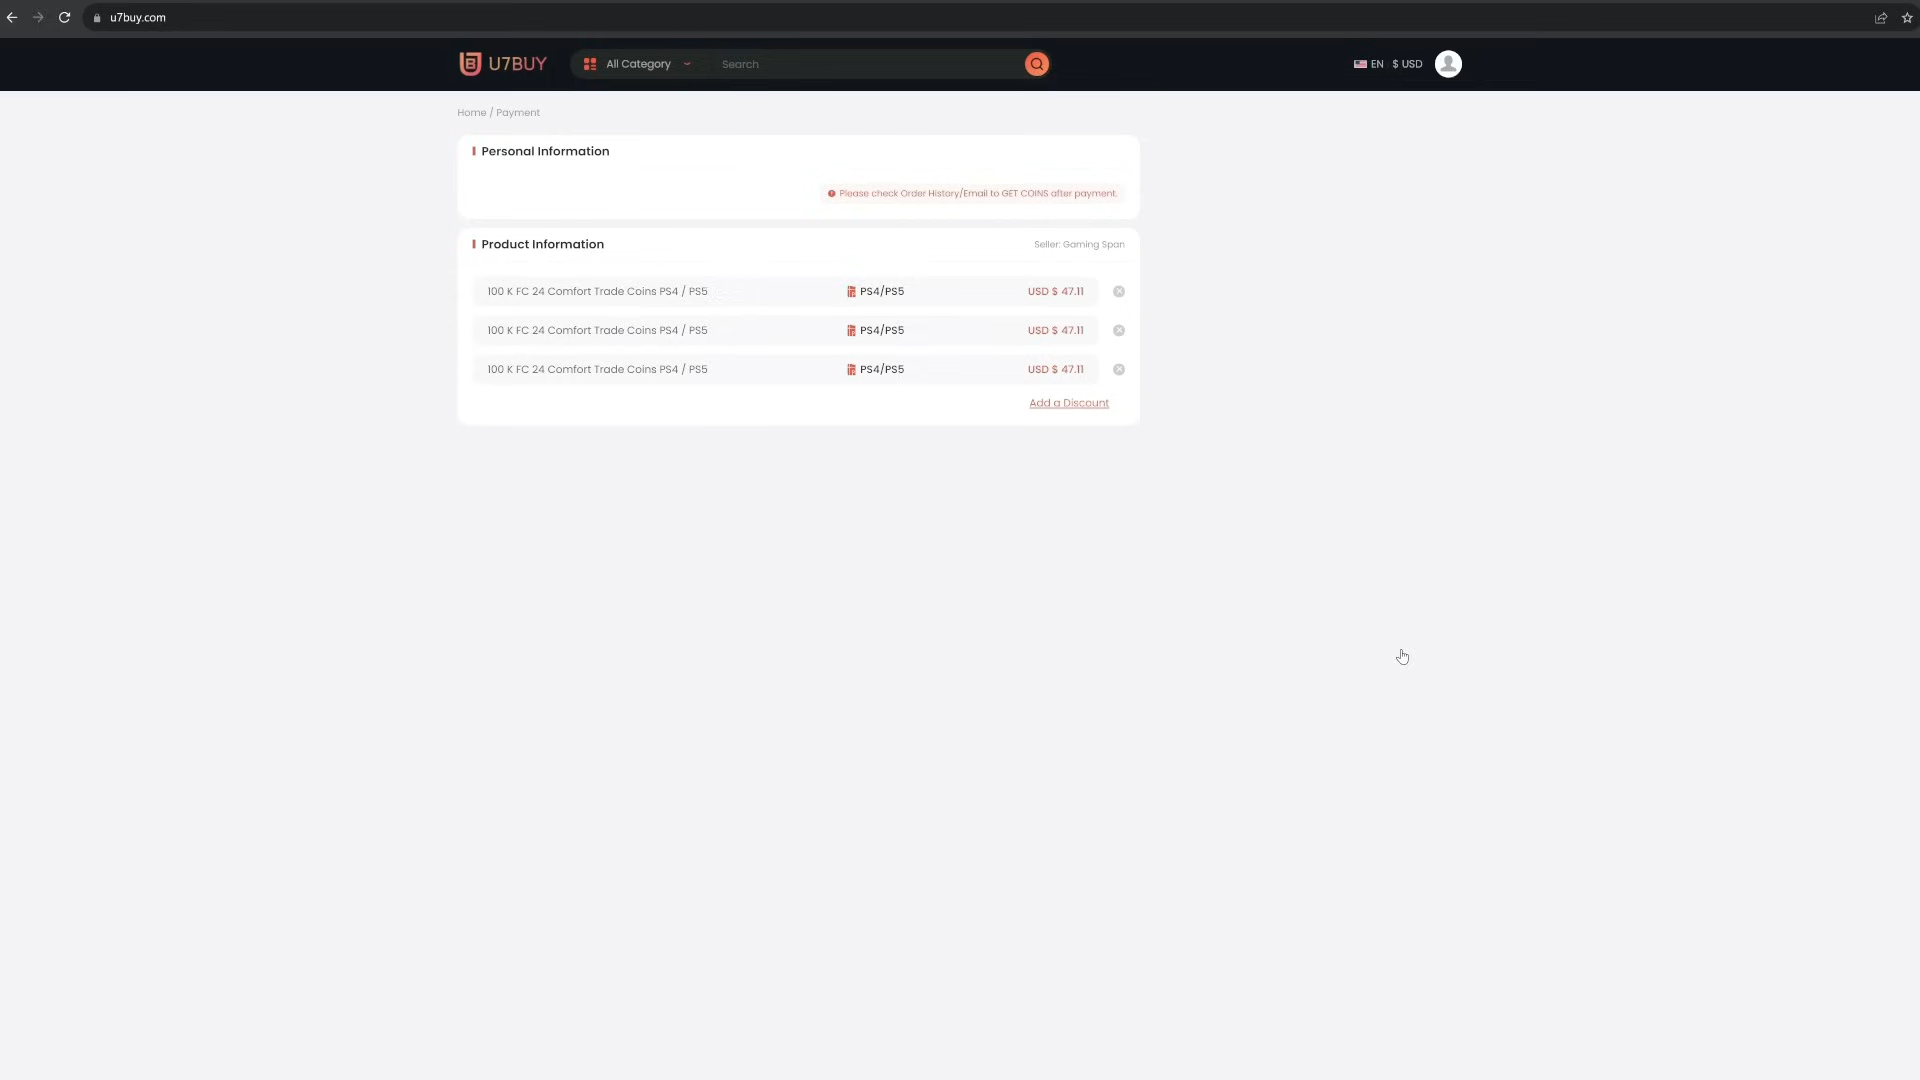 u7buy.com
U7BUY All Category Search EN $ USD
Home / Payment
Personal Information
Please check Order History/Email to GET COINS after payment.
Product Information Seller: Gaming Span
100 K FC 24 Comfort Trade Coins PS4 / PS5 PS4/PS5 USD $ 47.11
100 K FC 24 Comfort Trade Coins PS4 / PS5 PS4/PS5 USD $ 47.11
100 K FC 24 Comfort Trade Coins PS4 / PS5 PS4/PS5 USD $ 47.11
Add a Discount